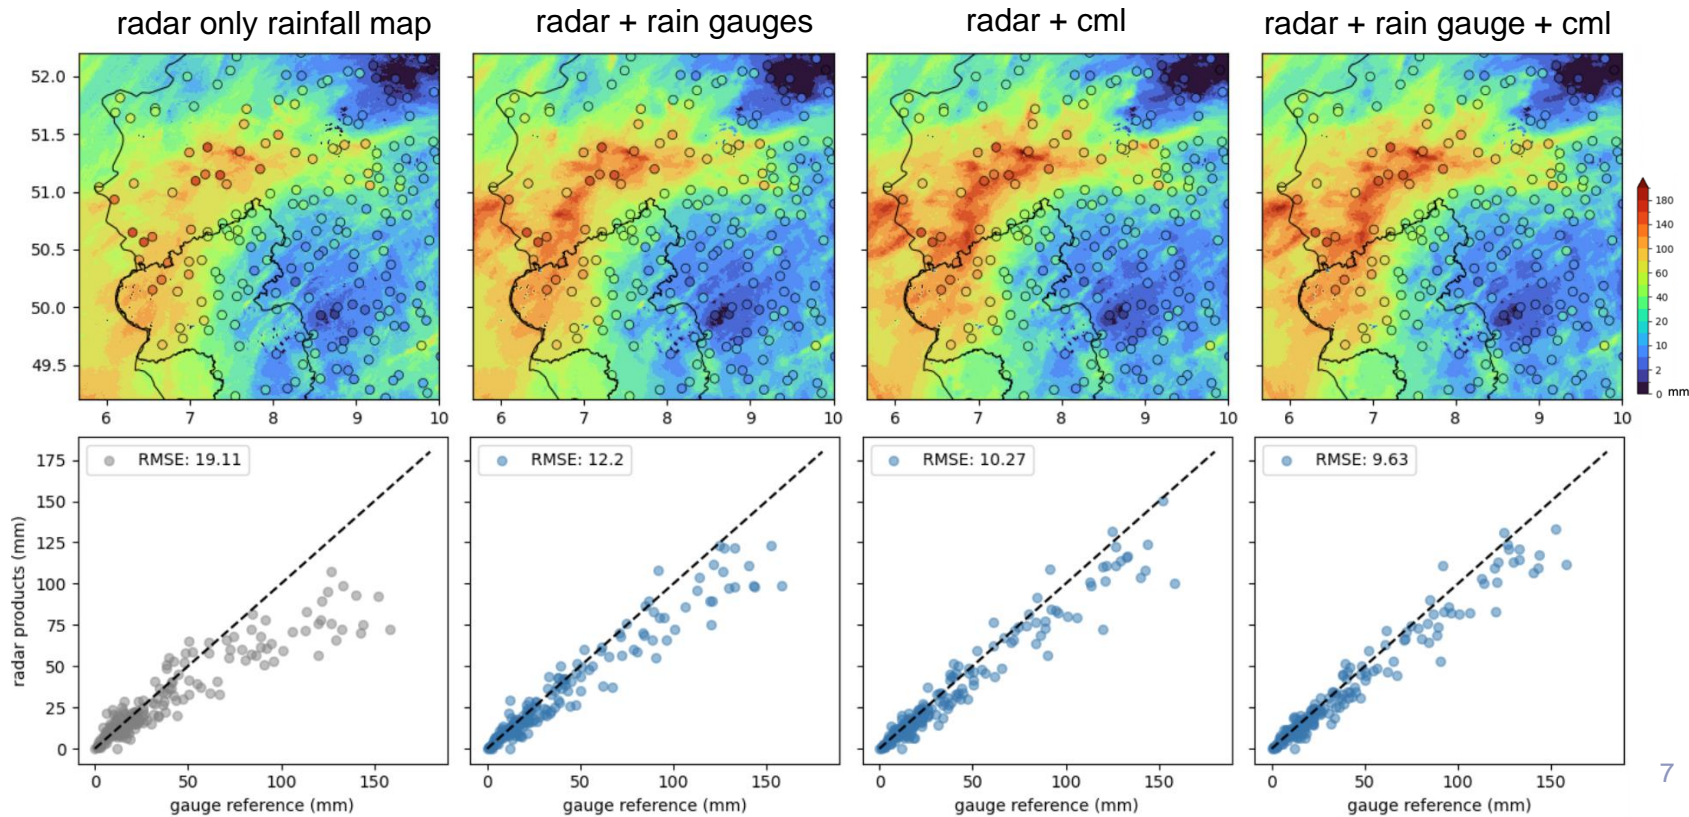 radar only rainfall map
radar + rain gauges
radar + cml
radar + rain gauge + cml
52.0
51.5
51.0
50.5
50.0
49.5
6 7 8 9 10
6 7 8 9 10
6 7 8 9 10
6 7 8 9 10
180
140
100
60
40
20
10
2
0 mm
RMSE: 19.11
RMSE: 12.2
RMSE: 10.27
RMSE: 9.63
radar products (mm)
175
150
125
100
75
50
25
0
0 50 100 150
gauge reference (mm)
0 50 100 150
gauge reference (mm)
0 50 100 150
gauge reference (mm)
0 50 100 150
gauge reference (mm)
7